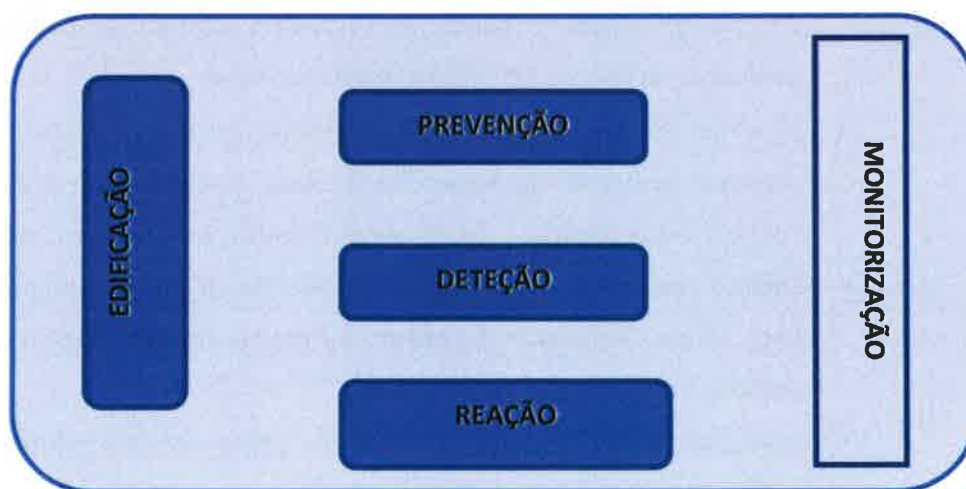 EDIFICAÇÃO
PREVENÇÃO
DETEÇÃO
REAÇÃO
MONITORIZAÇÃO